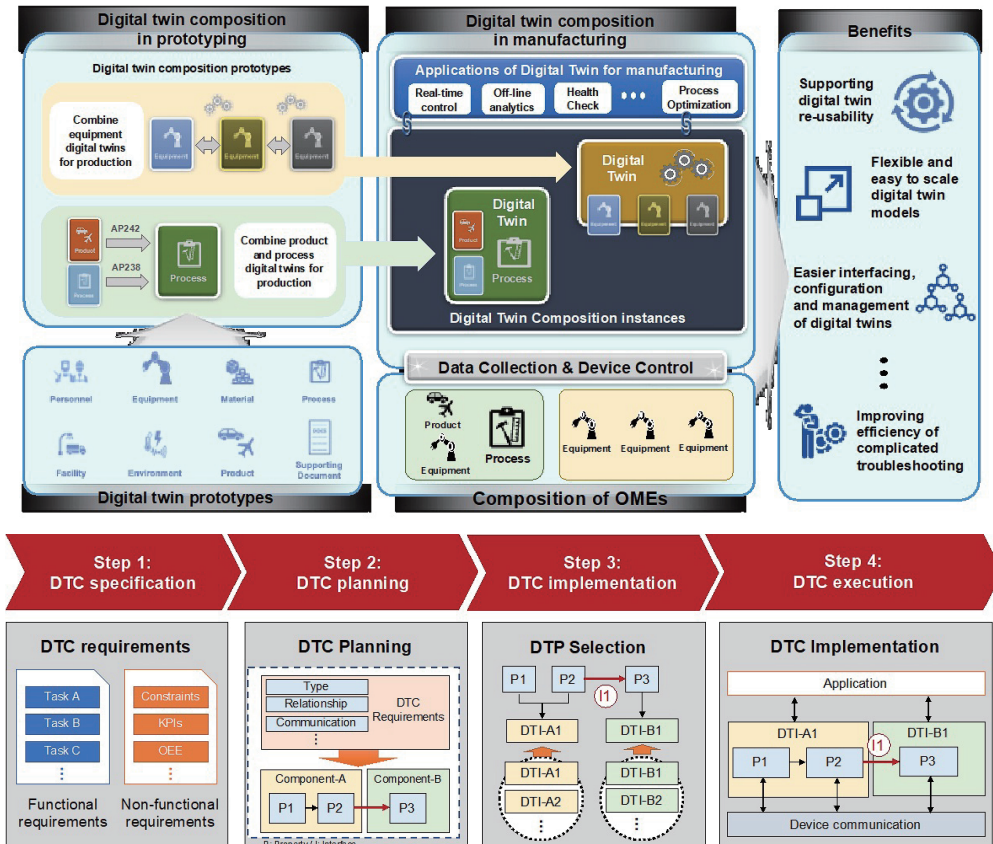 Digital twin composition
in prototyping
Digital twin composition prototypes
Combine
equipment
digital twins
for production
Equipment
Equipment
Equipment
Product
AP242
Process
AP238
Process
Combine product
and process
digital twins for
production
Personnel
Equipment
Material
Process
Facility
Environment
Product
Supporting
Document
Digital twin prototypes
Digital twin composition
in manufacturing
Applications of Digital Twin for manufacturing
Real-time
control
Off-line
analytics
Health
Check
•••
Process
Optimization
Digital
Twin
Equipment
Equipment
Equipment
Digital
Twin
Product
Process
Process
Digital Twin Composition instances
Data Collection & Device Control
Product
Equipment
Process
Equipment
Equipment
Equipment
Composition of OMEs
Benefits
Supporting
digital twin
re-usability
Flexible and
easy to scale
digital twin
models
Easier interfacing,
configuration
and management
of digital twins
Improving
efficiency of
complicated
troubleshooting
Step 1:
DTC specification
Step 2:
DTC planning
Step 3:
DTC implementation
Step 4:
DTC execution
DTC requirements
Task A
Task B
Task C
Functional
requirements
Constraints
KPIs
OEE
Non-functional
requirements
DTC Planning
Type
Relationship
Communication
DTC
Requirements
Component-A
Component-B
P1
P2
P3
DTP Selection
P1
P2
P3
I1
DTI-A1
DTI-B1
DTI-A1
DTI-B1
DTI-A2
DTI-B2
DTC Implementation
Application
DTI-A1
DTI-B1
I1
P1
P2
P3
Device communication